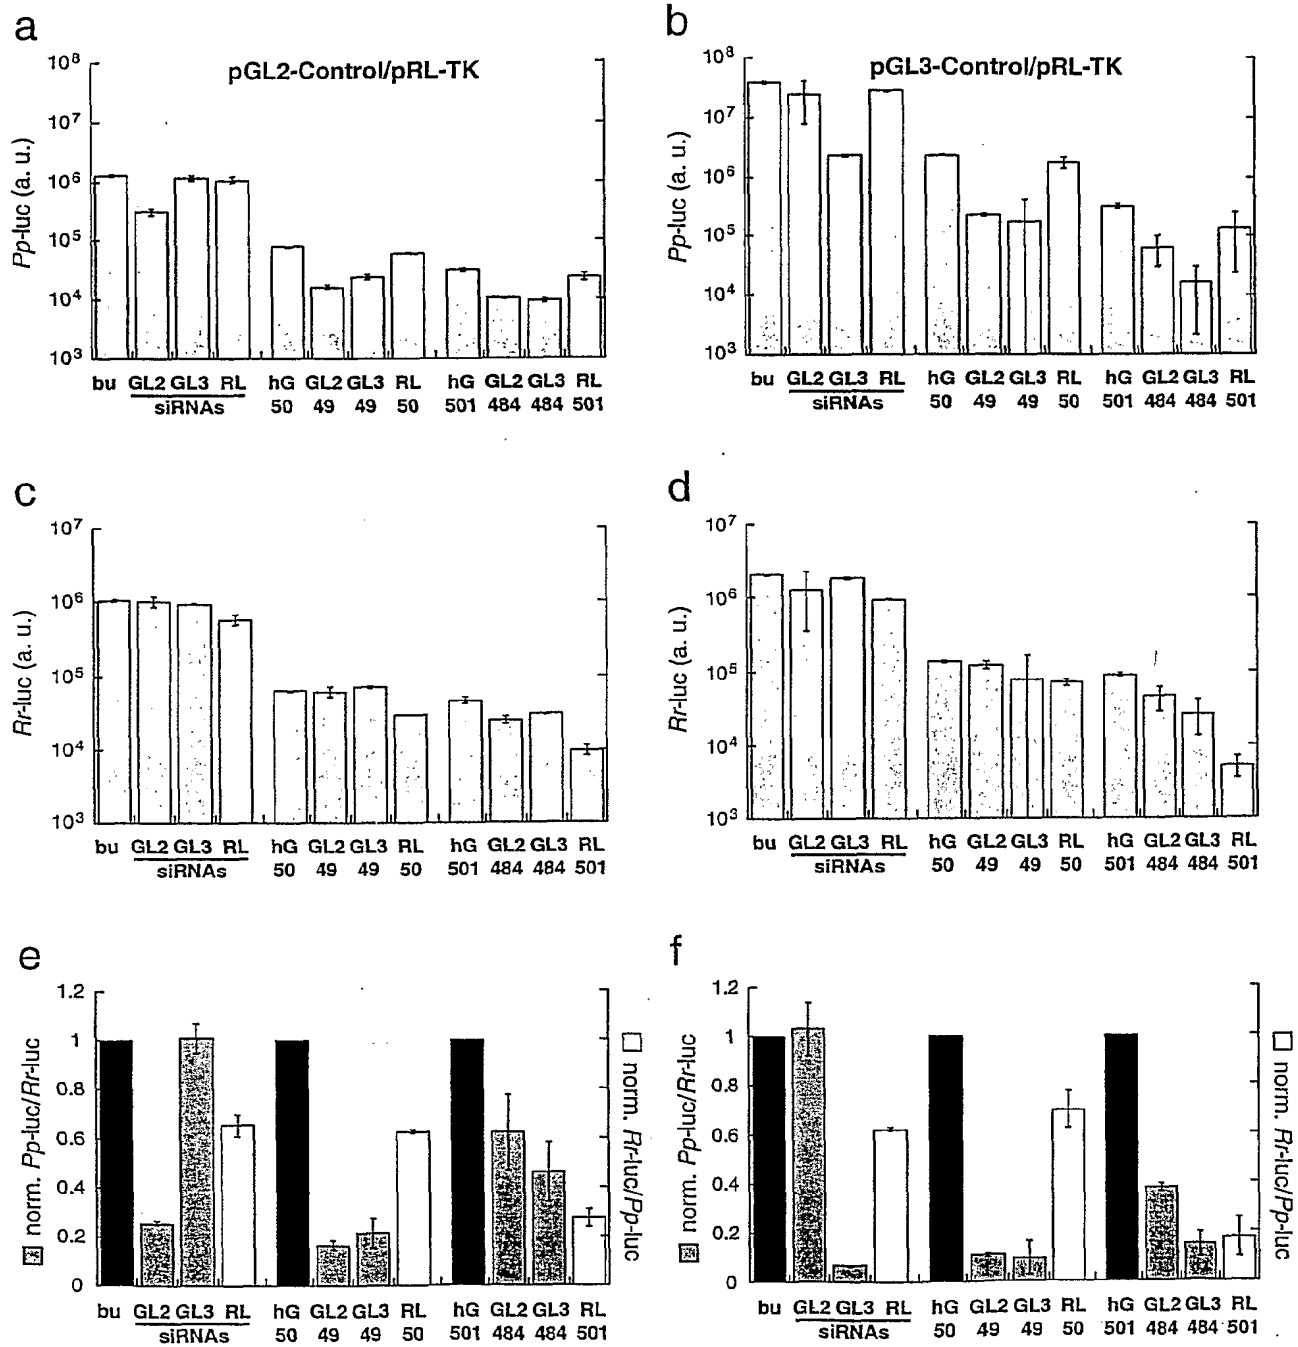 a
pGL2-Control/pRL-TK
Pp-luc (a. u.)
10⁸
10⁷
10⁶
10⁵
10⁴
10³
bu GL2 GL3 RL hG GL2 GL3 RL hG GL2 GL3 RL
siRNAs 50 49 49 50 501 484 484 501
b
pGL3-Control/pRL-TK
Pp-luc (a. u.)
10⁸
10⁷
10⁶
10⁵
10⁴
10³
bu GL2 GL3 RL hG GL2 GL3 RL hG GL2 GL3 RL
siRNAs 50 49 49 50 501 484 484 501
c
Rr-luc (a. u.)
10⁷
10⁶
10⁵
10⁴
10³
bu GL2 GL3 RL hG GL2 GL3 RL hG GL2 GL3 RL
siRNAs 50 49 49 50 501 484 484 501
d
Rr-luc (a. u.)
10⁷
10⁶
10⁵
10⁴
10³
bu GL2 GL3 RL hG GL2 GL3 RL hG GL2 GL3 RL
siRNAs 50 49 49 50 501 484 484 501
e
norm. Pp-luc/Rr-luc
1.2
1
0.8
0.6
0.4
0.2
0
norm. Rr-luc/Pp-luc
bu GL2 GL3 RL hG GL2 GL3 RL hG GL2 GL3 RL
siRNAs 50 49 49 50 501 484 484 501
f
norm. Pp-luc/Rr-luc
1.2
1
0.8
0.6
0.4
0.2
0
norm. Rr-luc/Pp-luc
bu GL2 GL3 RL hG GL2 GL3 RL hG GL2 GL3 RL
siRNAs 50 49 49 50 501 484 484 501